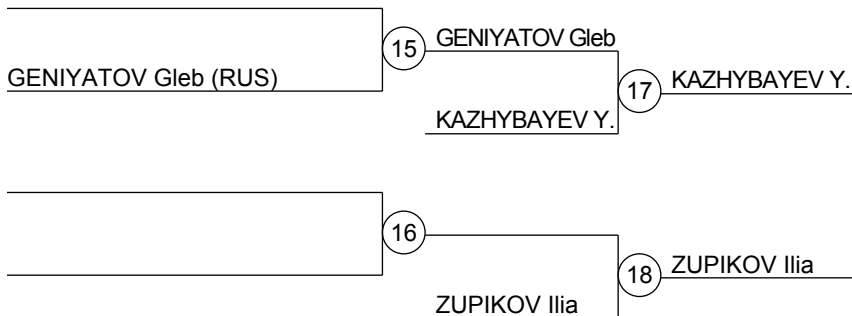 15
GENIYATOV Gleb
GENIYATOV Gleb (RUS)
17
KAZHYBAYEV Y.
KAZHYBAYEV Y.
16
18
ZUPIKOV Ilia
ZUPIKOV Ilia